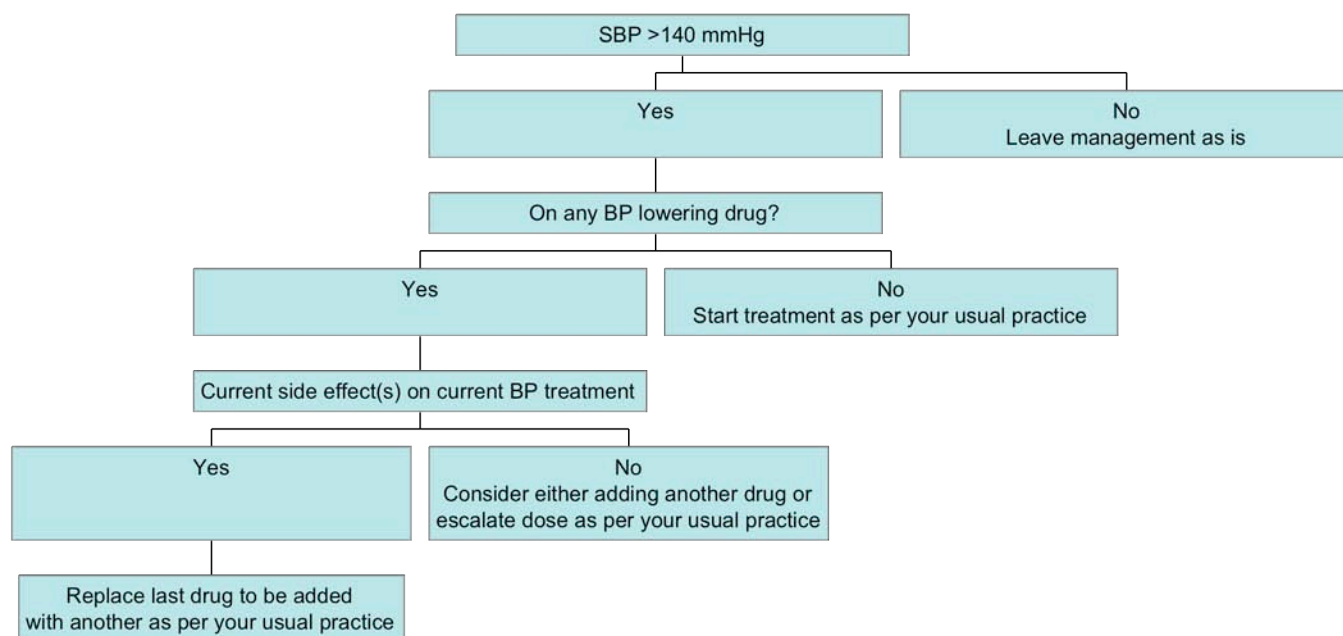 SBP >140 mmHg
Yes
No
Leave management as is
On any BP lowering drug?
Yes
No
Start treatment as per your usual practice
Current side effect(s) on current BP treatment
Yes
No
Consider either adding another drug or
escalate dose as per your usual practice
Replace last drug to be added
with another as per your usual practice